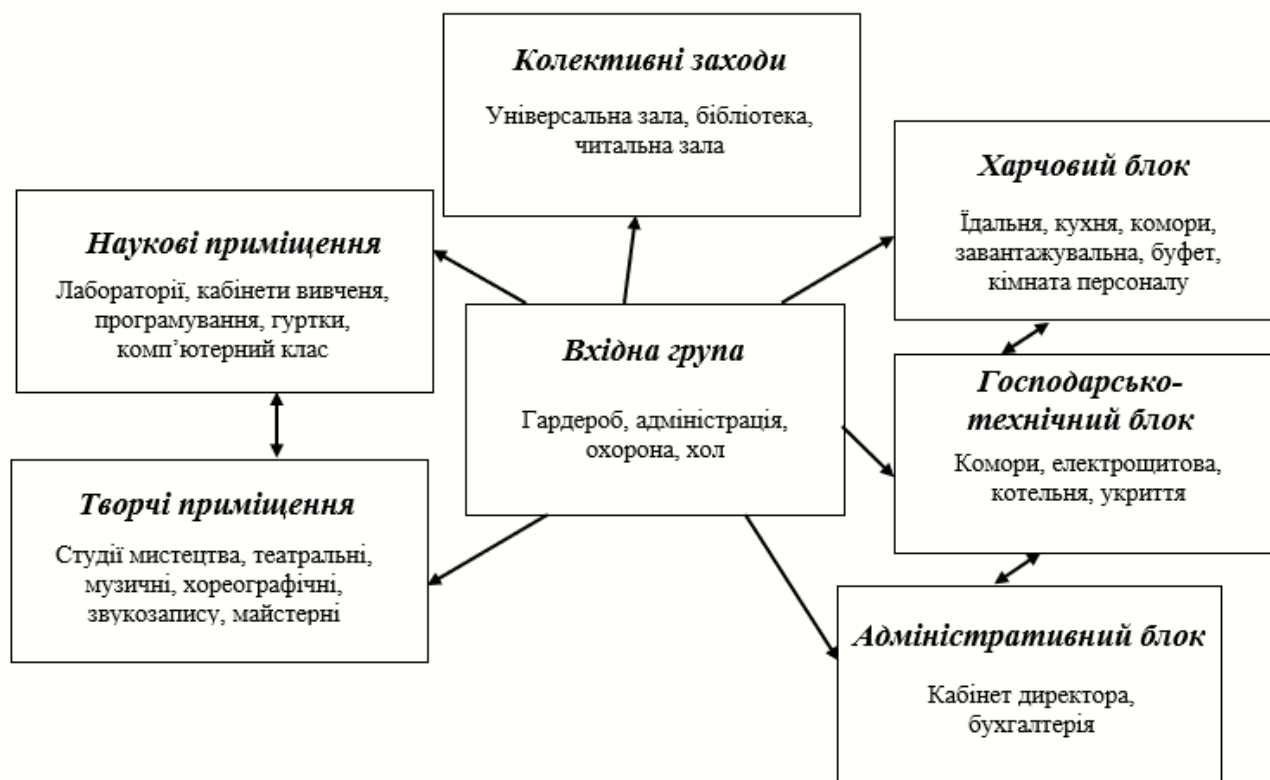 Колективні заходи
Універсальна зала, бібліотека,
читальна зала
Харчовий блок
Їдальня, кухня, комори,
завантажувальна, буфет,
кімната персоналу
Наукові приміщення
Лабораторії, кабінети вивченя,
програмування, гуртки,
комп’ютерний клас
Вхідна група
Гардероб, адміністрація,
охорона, хол
Господарсько-
технічний блок
Комори, електрощитова,
котельня, укриття
Творчі приміщення
Студії мистецтва, театральні,
музичні, хореографічні,
звукозапису, майстерні
Адміністративний блок
Кабінет директора,
бухгалтерія